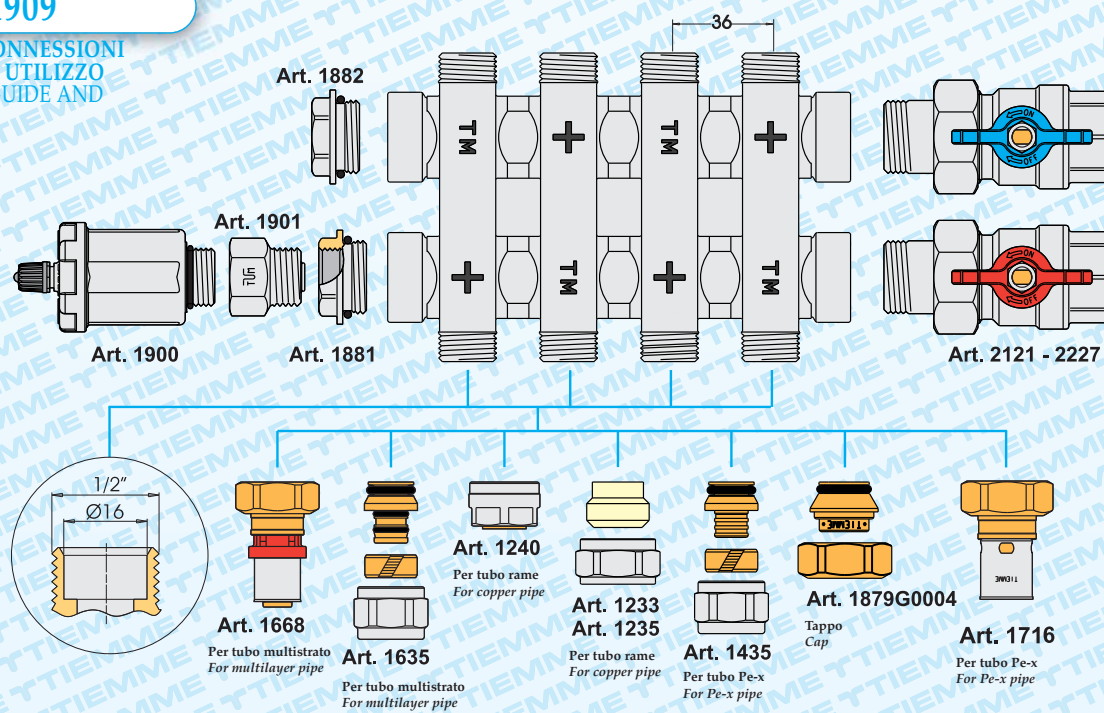 1909
ONNESSIONI
UTILIZZO
UIDE AND
36
Art. 1882
TM
+
TM
+
ON
OFF
Art. 1901
+
TM
+
TM
ON
OFF
Art. 1900
Art. 1881
Art. 2121 - 2227
1/2"
Ø16
Art. 1668
Per tubo multistrato
For multilayer pipe
Art. 1635
Per tubo multistrato
For multilayer pipe
Art. 1240
Per tubo rame
For copper pipe
Art. 1233
Art. 1235
Per tubo rame
For copper pipe
Art. 1435
Per tubo Pe-x
For Pe-x pipe
TIEMME
Art. 1879G0004
Tappo
Cap
TIEMME
Art. 1716
Per tubo Pe-x
For Pe-x pipe
TIEMME